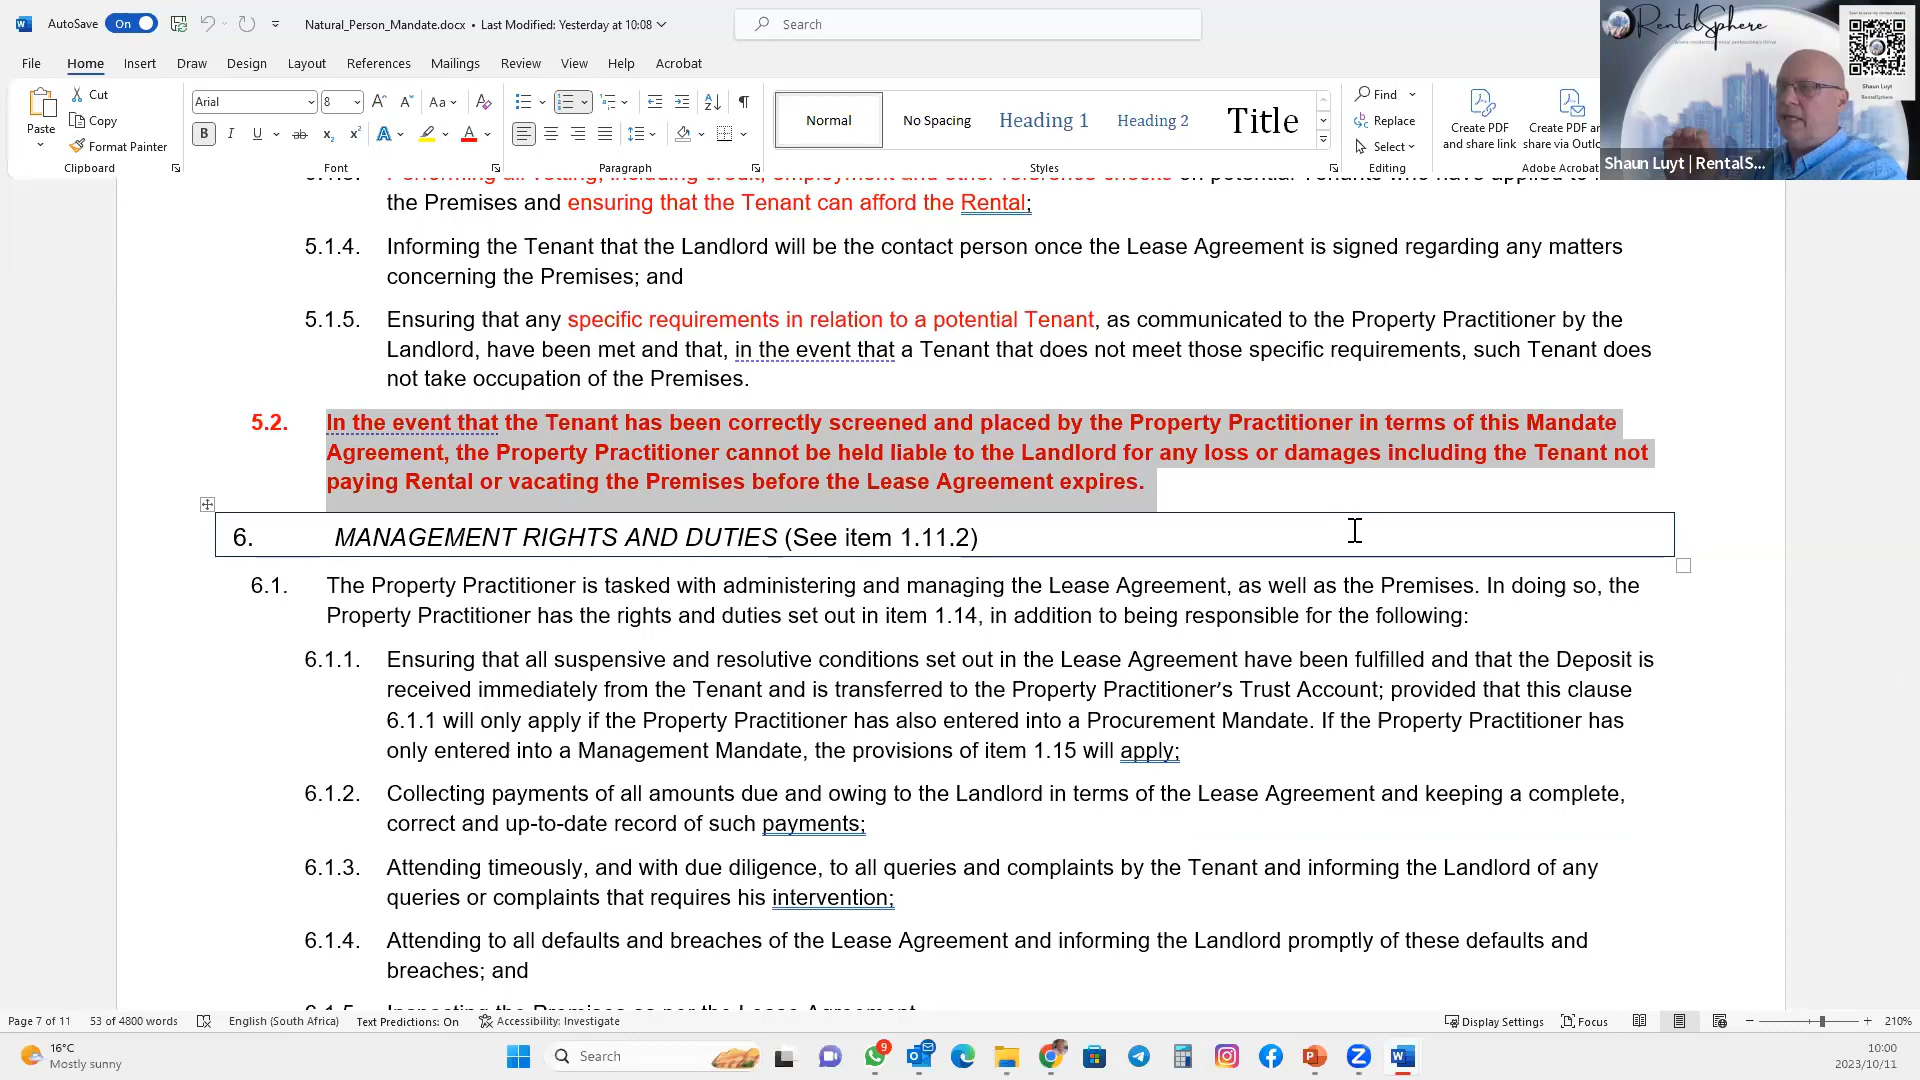 AutoSave On Natural_Person_Mandate.docx • Last Modified: Yesterday at 10:08 Search
RentalSphere
Shaun Luyt
RentalSphere
Shaun Luyt | RentalS...
File Home Insert Draw Design Layout References Mailings Review View Help Acrobat
Paste Cut Copy Format Painter
Clipboard
Arial 8
Font
Paragraph
Normal No Spacing Heading 1 Heading 2 Title
Styles
Find Replace Select
Editing
Create PDF
and share link
Create PDF
share via
Adobe
the Premises and ensuring that the Tenant can afford the Rental;
5.1.4. Informing the Tenant that the Landlord will be the contact person once the Lease Agreement is signed regarding any matters
concerning the Premises; and
5.1.5. Ensuring that any specific requirements in relation to a potential Tenant, as communicated to the Property Practitioner by the
Landlord, have been met and that, in the event that a Tenant that does not meet those specific requirements, such Tenant does
not take occupation of the Premises.
5.2. In the event that the Tenant has been correctly screened and placed by the Property Practitioner in terms of this Mandate
Agreement, the Property Practitioner cannot be held liable to the Landlord for any loss or damages including the Tenant not
paying Rental or vacating the Premises before the Lease Agreement expires.
6. MANAGEMENT RIGHTS AND DUTIES (See item 1.11.2)
6.1. The Property Practitioner is tasked with administering and managing the Lease Agreement, as well as the Premises. In doing so, the
Property Practitioner has the rights and duties set out in item 1.14, in addition to being responsible for the following:
6.1.1. Ensuring that all suspensive and resolutive conditions set out in the Lease Agreement have been fulfilled and that the Deposit is
received immediately from the Tenant and is transferred to the Property Practitioner’s Trust Account; provided that this clause
6.1.1 will only apply if the Property Practitioner has also entered into a Procurement Mandate. If the Property Practitioner has
only entered into a Management Mandate, the provisions of item 1.15 will apply;
6.1.2. Collecting payments of all amounts due and owing to the Landlord in terms of the Lease Agreement and keeping a complete,
correct and up-to-date record of such payments;
6.1.3. Attending timeously, and with due diligence, to all queries and complaints by the Tenant and informing the Landlord of any
queries or complaints that requires his intervention;
6.1.4. Attending to all defaults and breaches of the Lease Agreement and informing the Landlord promptly of these defaults and
breaches; and
Page 7 of 11 53 of 4800 words English (South Africa) Text Predictions: On Accessibility: Investigate Display Settings Focus 210%
16°C
Mostly sunny
Search
9
10:00
2023/10/11